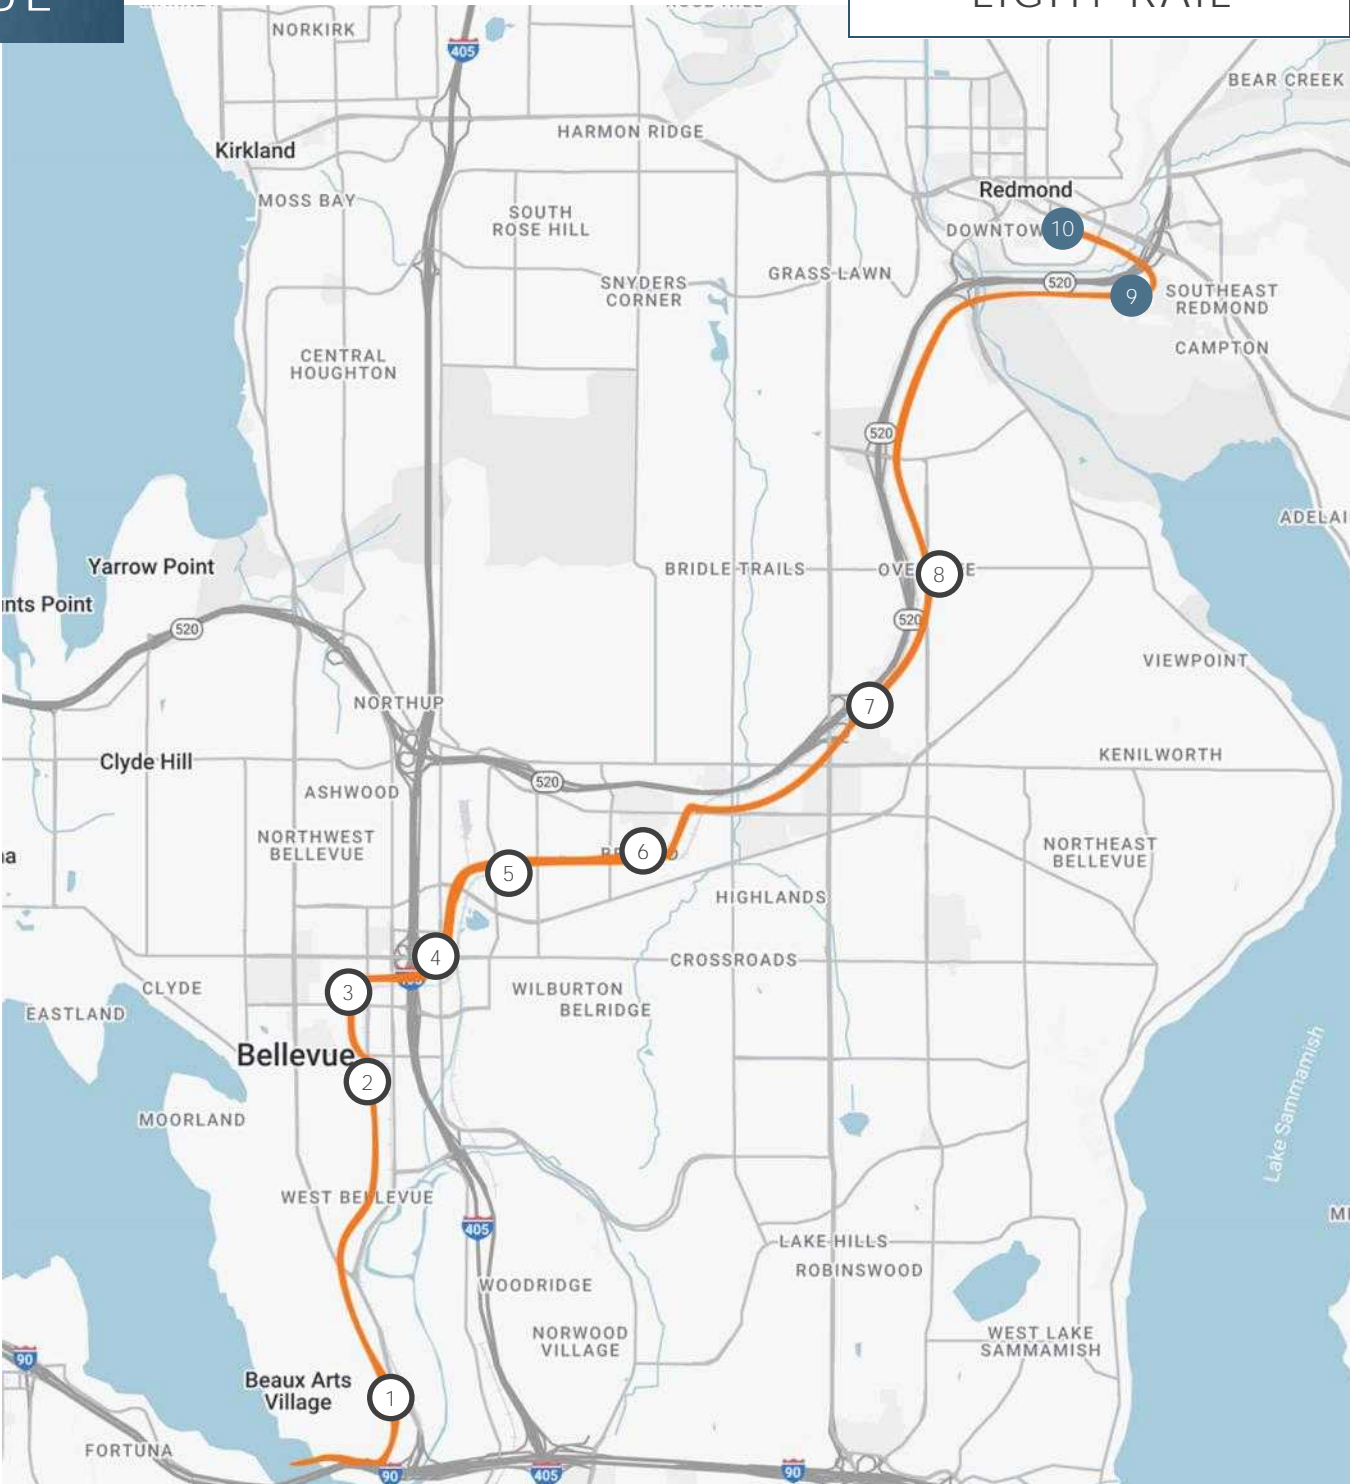 LIGHT RAIL
NORKIRK
405
BEAR CREEK
HARMON RIDGE
Kirkland
MOSS BAY
Redmond
SOUTH
ROSE HILL
10
GRASS LAWN
SNYDERS
CORNER
520
9
SOUTHEAST
REDMOND
CAMPTON
CENTRAL
HOUGHTON
520
Yarrow Point
BRIDLE TRAILS
8
520
520
VIEWPOINT
NORTHUP
7
Clyde Hill
KENILWORTH
520
ASHWOOD
NORTHWEST
BELLEVUE
6
NORTHEAST
BELLEVUE
5
HIGHLANDS
4
CROSSROADS
3
CLYDE
WILBURTON
BELRIDGE
EASTLAND
Bellevue
2
MOORLAND
Lake Sammamish
WEST BELLEVUE
405
LAKE HILLS
ROBINSWOOD
WOODRIDGE
NORWOOD
VILLAGE
WEST LAKE
SAMMAMISH
90
Beaux Arts
Village
1
FORTUNA
90
405
90